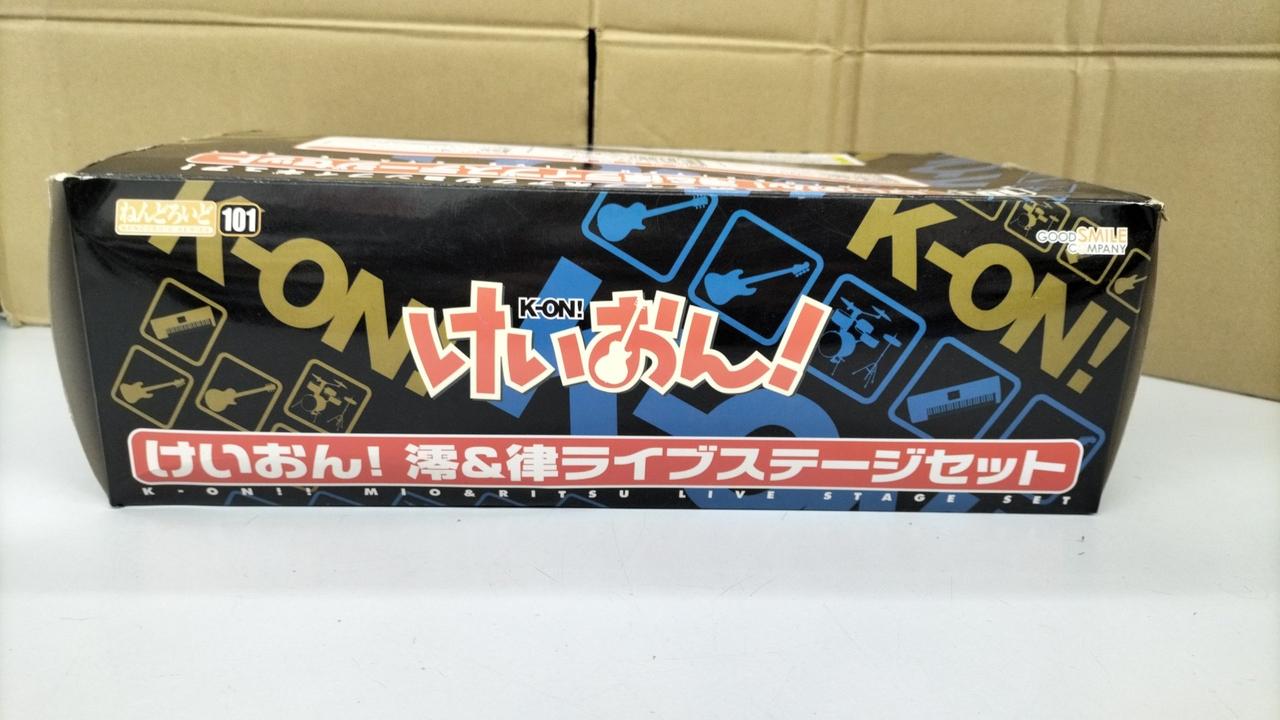 ねんどろいど 101
K-ON!
K-ON!
GOOD SMILE COMPANY
K-ON!
けいおん!
けいおん! 澪&律ライブステージセット
K-ON!! MIO&RITSU LIVE STAGE SET